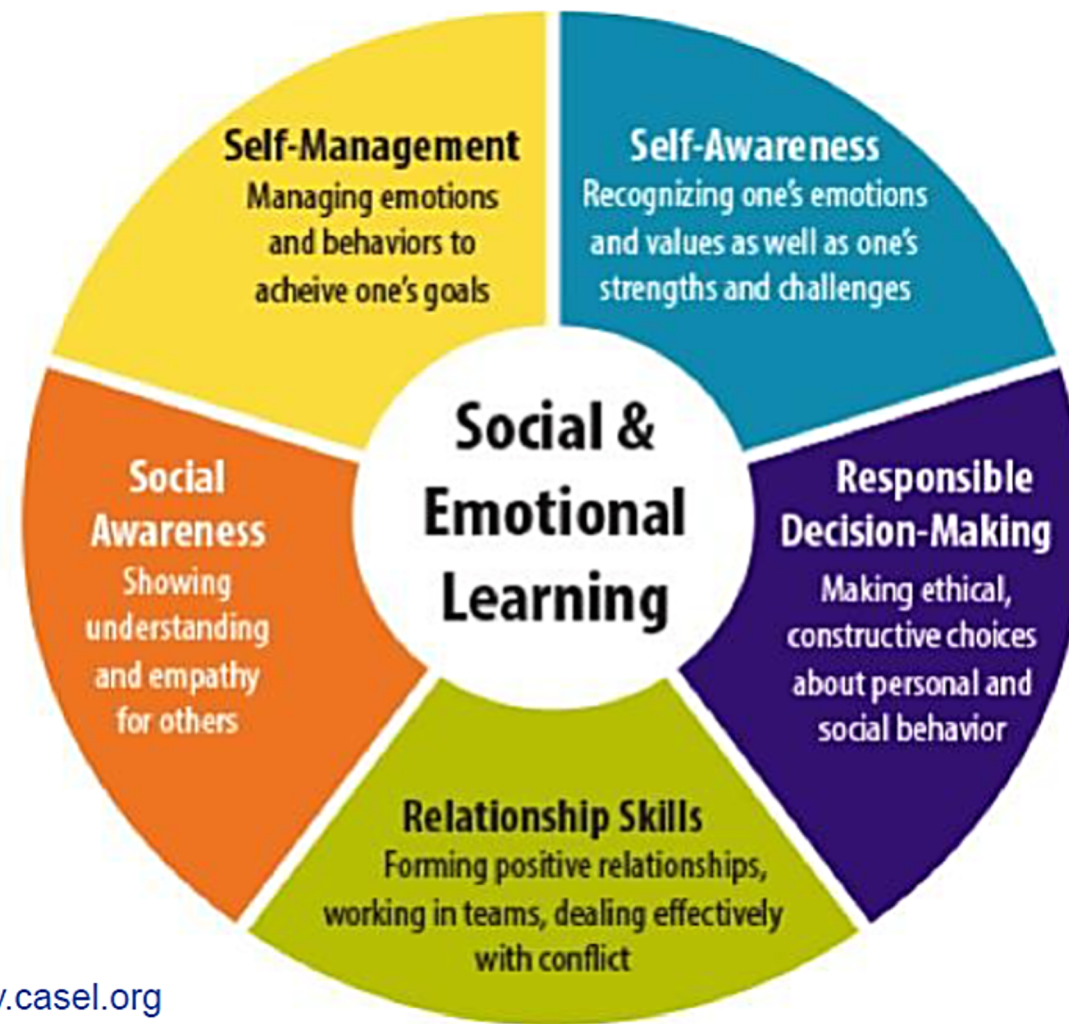 Self-Management
Managing emotions
and behaviors to
acheive one's goals
Self-Awareness
Recognizing one's emotions
and values as well as one's
strengths and challenges
Social &
Emotional
Learning
Social
Awareness
Showing
understanding
and empathy
for others
Responsible
Decision-Making
Making ethical,
constructive choices
about personal and
social behavior
Relationship Skills
Forming positive relationships,
working in teams, dealing effectively
with conflict
.casel.org